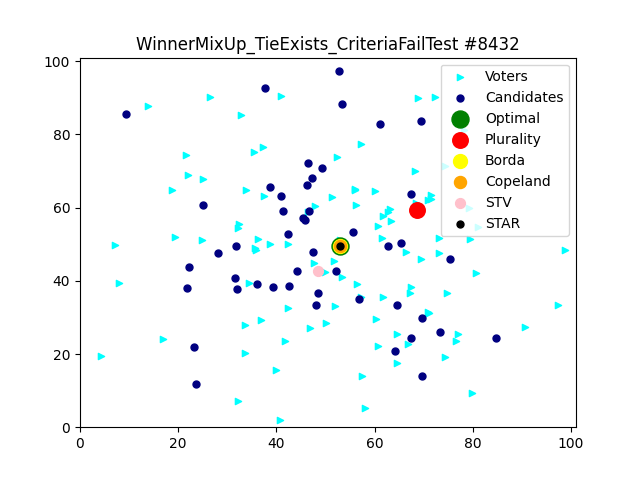 WinnerMixUp_TieExists_CriteriaFailTest #8432
100
80
60
40
20
0
0 20 40 60 80 100
Voters
Candidates
Optimal
Plurality
Borda
Copeland
STV
STAR